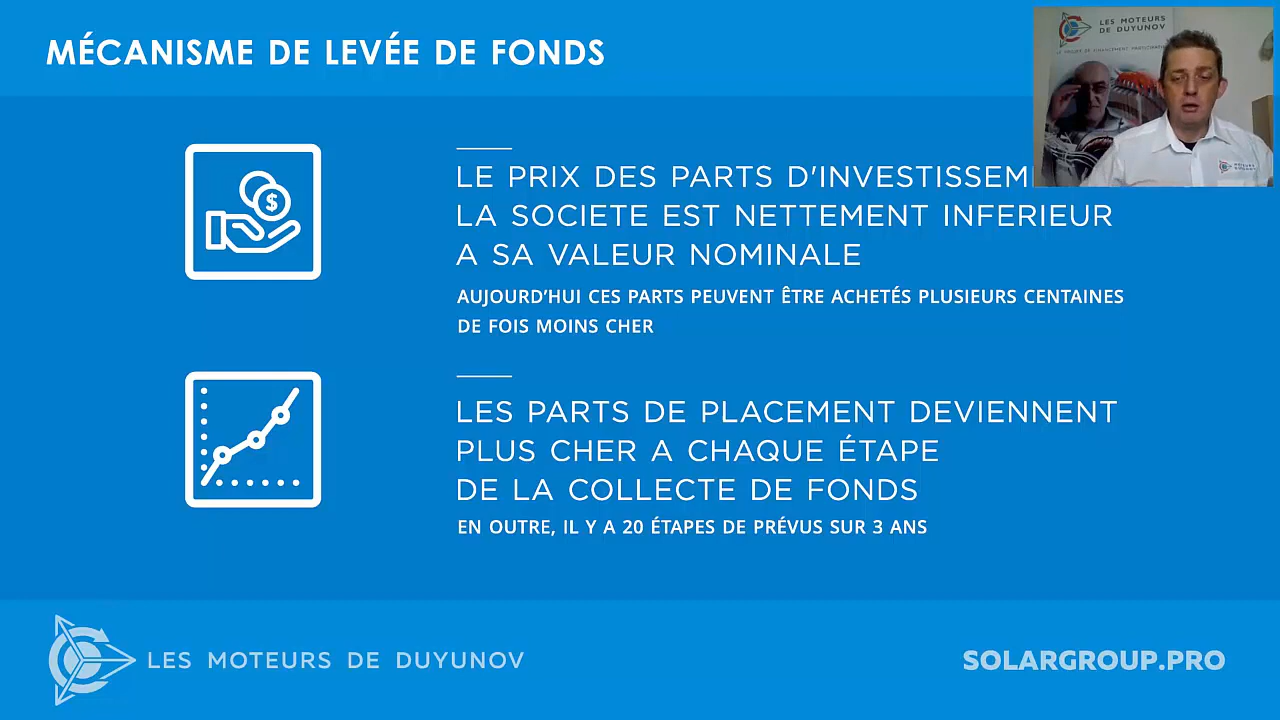 MÉCANISME DE LEVÉE DE FONDS
LES MOTEURS
DE DUYUNOV
LE PRIX DES PARTS
LA SOCIETE EST NETTEMENT INFERIEUR
A SA VALEUR NOMINALE
AUJOURD'HUI CES PARTS PEUVENT ÊTRE ACHETÉS PLUSIEURS CENTAINES
DE FOIS MOINS CHER
LES PARTS DE PLACEMENT DEVIENNENT
PLUS CHER A CHAQUE ÉTAPE
DE LA COLLECTE DE FONDS
EN OUTRE, IL Y A 20 ÉTAPES DE PRÉVUS SUR 3 ANS
LES MOTEURS DE DUYUNOV
SOLARGROUP.PRO